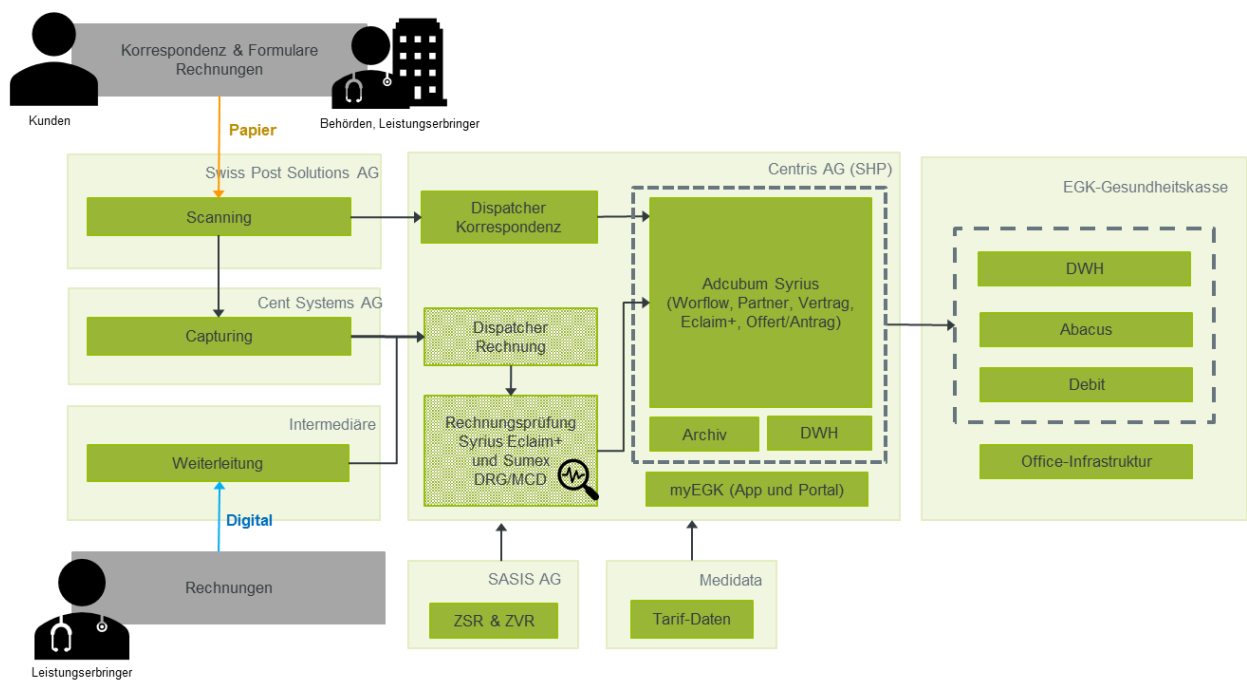 Korrespondenz & Formulare
Rechnungen
Kunden
Behörden, Leistungserbringer
Papier
Swiss Post Solutions AG
Scanning
Cent Systems AG
Capturing
Intermediäre
Weiterleitung
Digital
Rechnungen
Leistungserbringer
Centris AG (SHP)
Dispatcher
Korrespondenz
Dispatcher
Rechnung
Rechnungsprüfung
Syrius Eclaim+
und Sumex
DRG/MCD
Adcubum Syrius
(Worflow, Partner, Vertrag,
Eclaim+, Offert/Antrag)
Archiv
DWH
myEGK (App und Portal)
SASIS AG
ZSR & ZVR
Medidata
Tarif-Daten
EGK-Gesundheitskasse
DWH
Abacus
Debit
Office-Infrastruktur